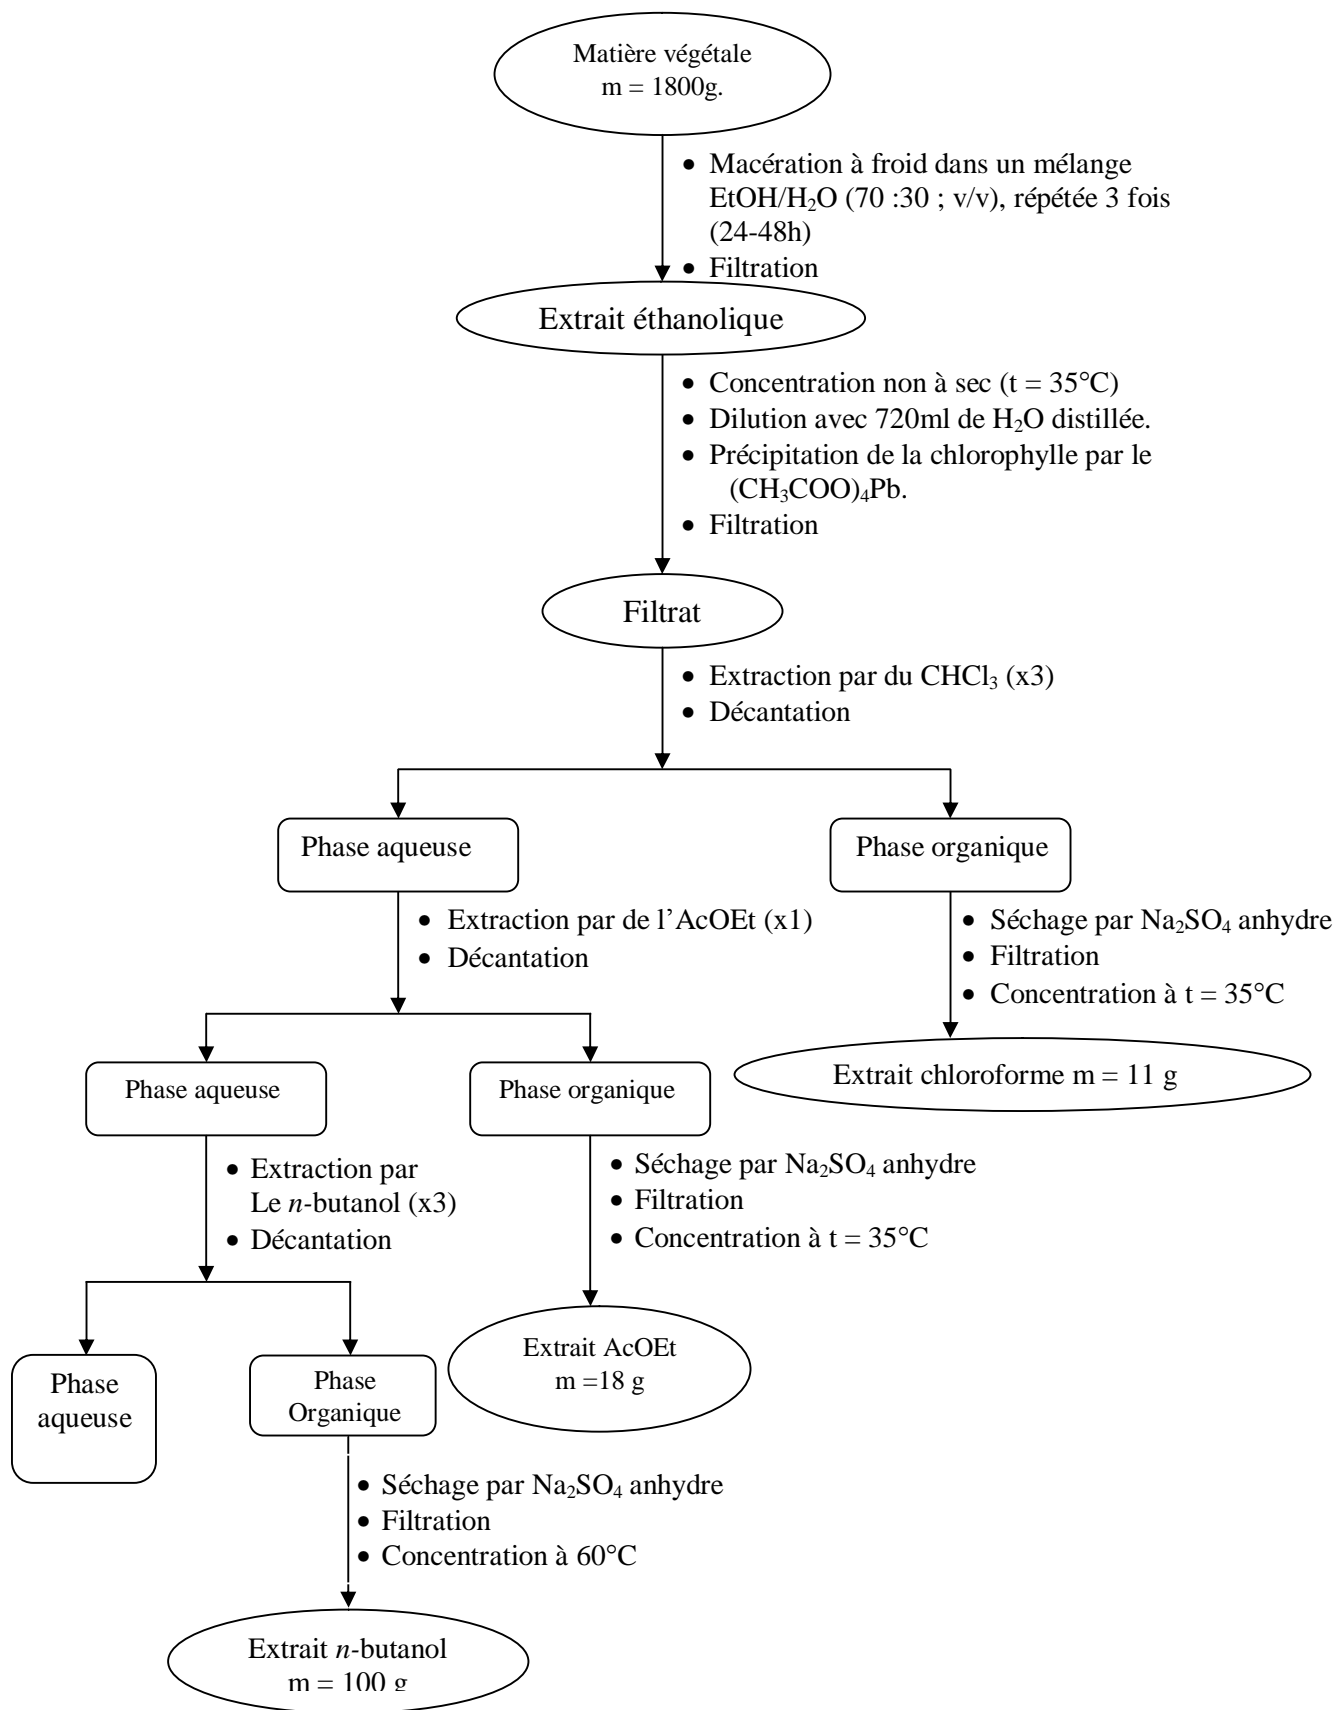 Matière végétale
m = 1800g.
• Macération à froid dans un mélange
EtOH/H₂O (70 :30 ; v/v), répétée 3 fois
(24-48h)
• Filtration
Extrait éthanolique
• Concentration non à sec (t = 35°C)
• Dilution avec 720ml de H₂O distillée.
• Précipitation de la chlorophylle par le
(CH₃COO)₄Pb.
• Filtration
Filtrat
• Extraction par du CHCl₃ (x3)
• Décantation
Phase aqueuse
Phase organique
• Extraction par de l’AcOEt (x1)
• Décantation
• Séchage par Na₂SO₄ anhydre
• Filtration
• Concentration à t = 35°C
Phase aqueuse
Phase organique
Extrait chloroforme m = 11 g
• Extraction par
Le n-butanol (x3)
• Décantation
• Séchage par Na₂SO₄ anhydre
• Filtration
• Concentration à t = 35°C
Phase
aqueuse
Phase
Organique
Extrait AcOEt
m =18 g
• Séchage par Na₂SO₄ anhydre
• Filtration
• Concentration à 60°C
Extrait n-butanol
m = 100 g